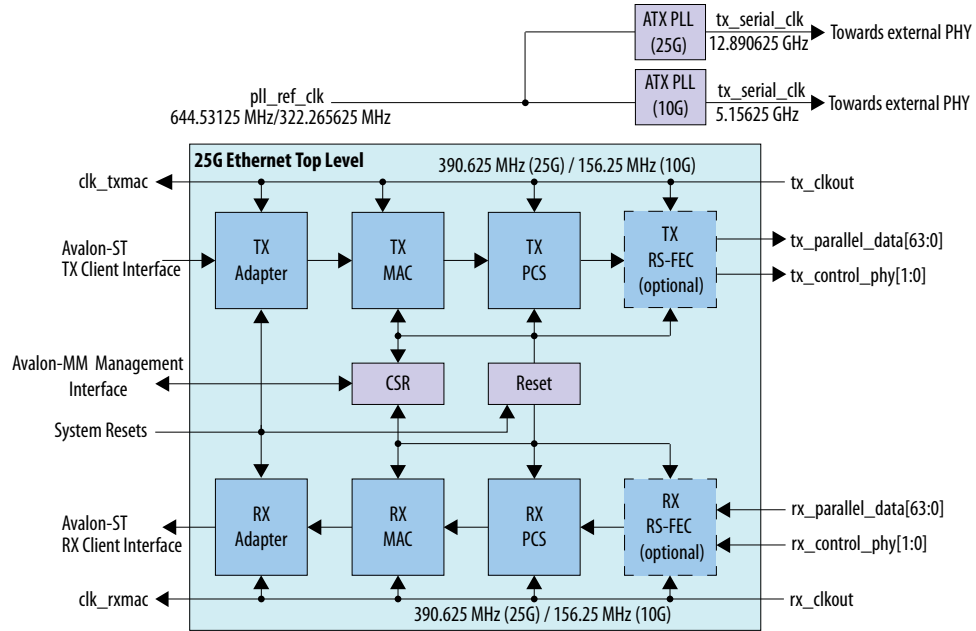 ATX PLL
(25G)
tx_serial_clk
12.890625 GHz
Towards external PHY
pll_ref_clk
644.53125 MHz/322.265625 MHz
ATX PLL
(10G)
tx_serial_clk
5.15625 GHz
Towards external PHY
25G Ethernet Top Level
390.625 MHz (25G) / 156.25 MHz (10G)
clk_txmac
tx_clkout
Avalon-ST
TX Client Interface
TX
Adapter
TX
MAC
TX
PCS
TX
RS-FEC
(optional)
tx_parallel_data[63:0]
tx_control_phy[1:0]
Avalon-MM Management
Interface
CSR
Reset
System Resets
Avalon-ST
RX Client Interface
RX
Adapter
RX
MAC
RX
PCS
RX
RS-FEC
(optional)
rx_parallel_data[63:0]
rx_control_phy[1:0]
clk_rxmac
390.625 MHz (25G) / 156.25 MHz (10G)
rx_clkout